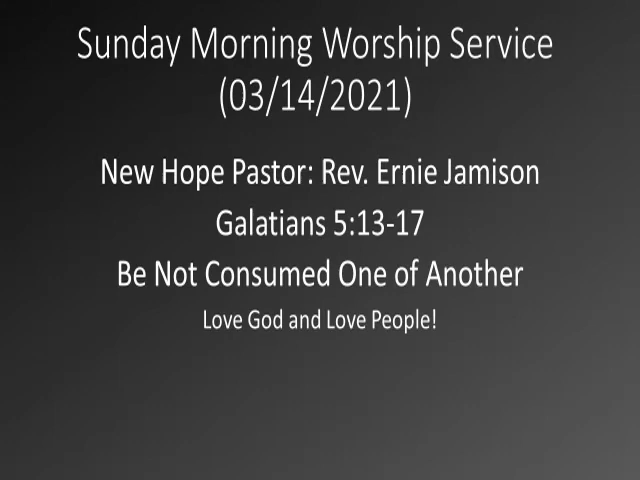 Sunday Morning Worship Service
(03/14/2021)
New Hope Pastor: Rev. Ernie Jamison
Galatians 5:13-17
Be Not Consumed One of Another
Love God and Love People!